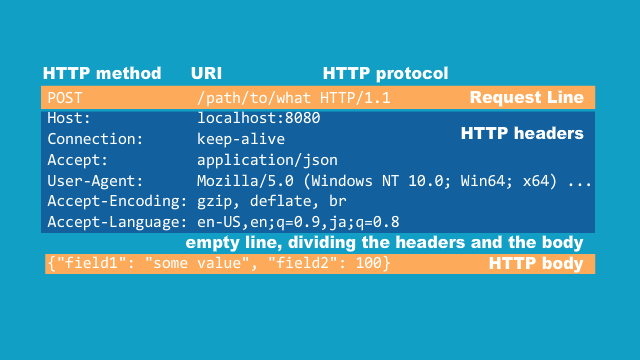 HTTP method URI HTTP protocol
POST /path/to/what HTTP/1.1 Request Line
Host: localhost:8080
HTTP headers
Connection: keep-alive
Accept: application/json
User-Agent: Mozilla/5.0 (Windows NT 10.0; Win64; x64) ...
Accept-Encoding: gzip, deflate, br
Accept-Language: en-US,en;q=0.9,ja;q=0.8
empty line, dividing the headers and the body
{"field1": "some value", "field2": 100} HTTP body